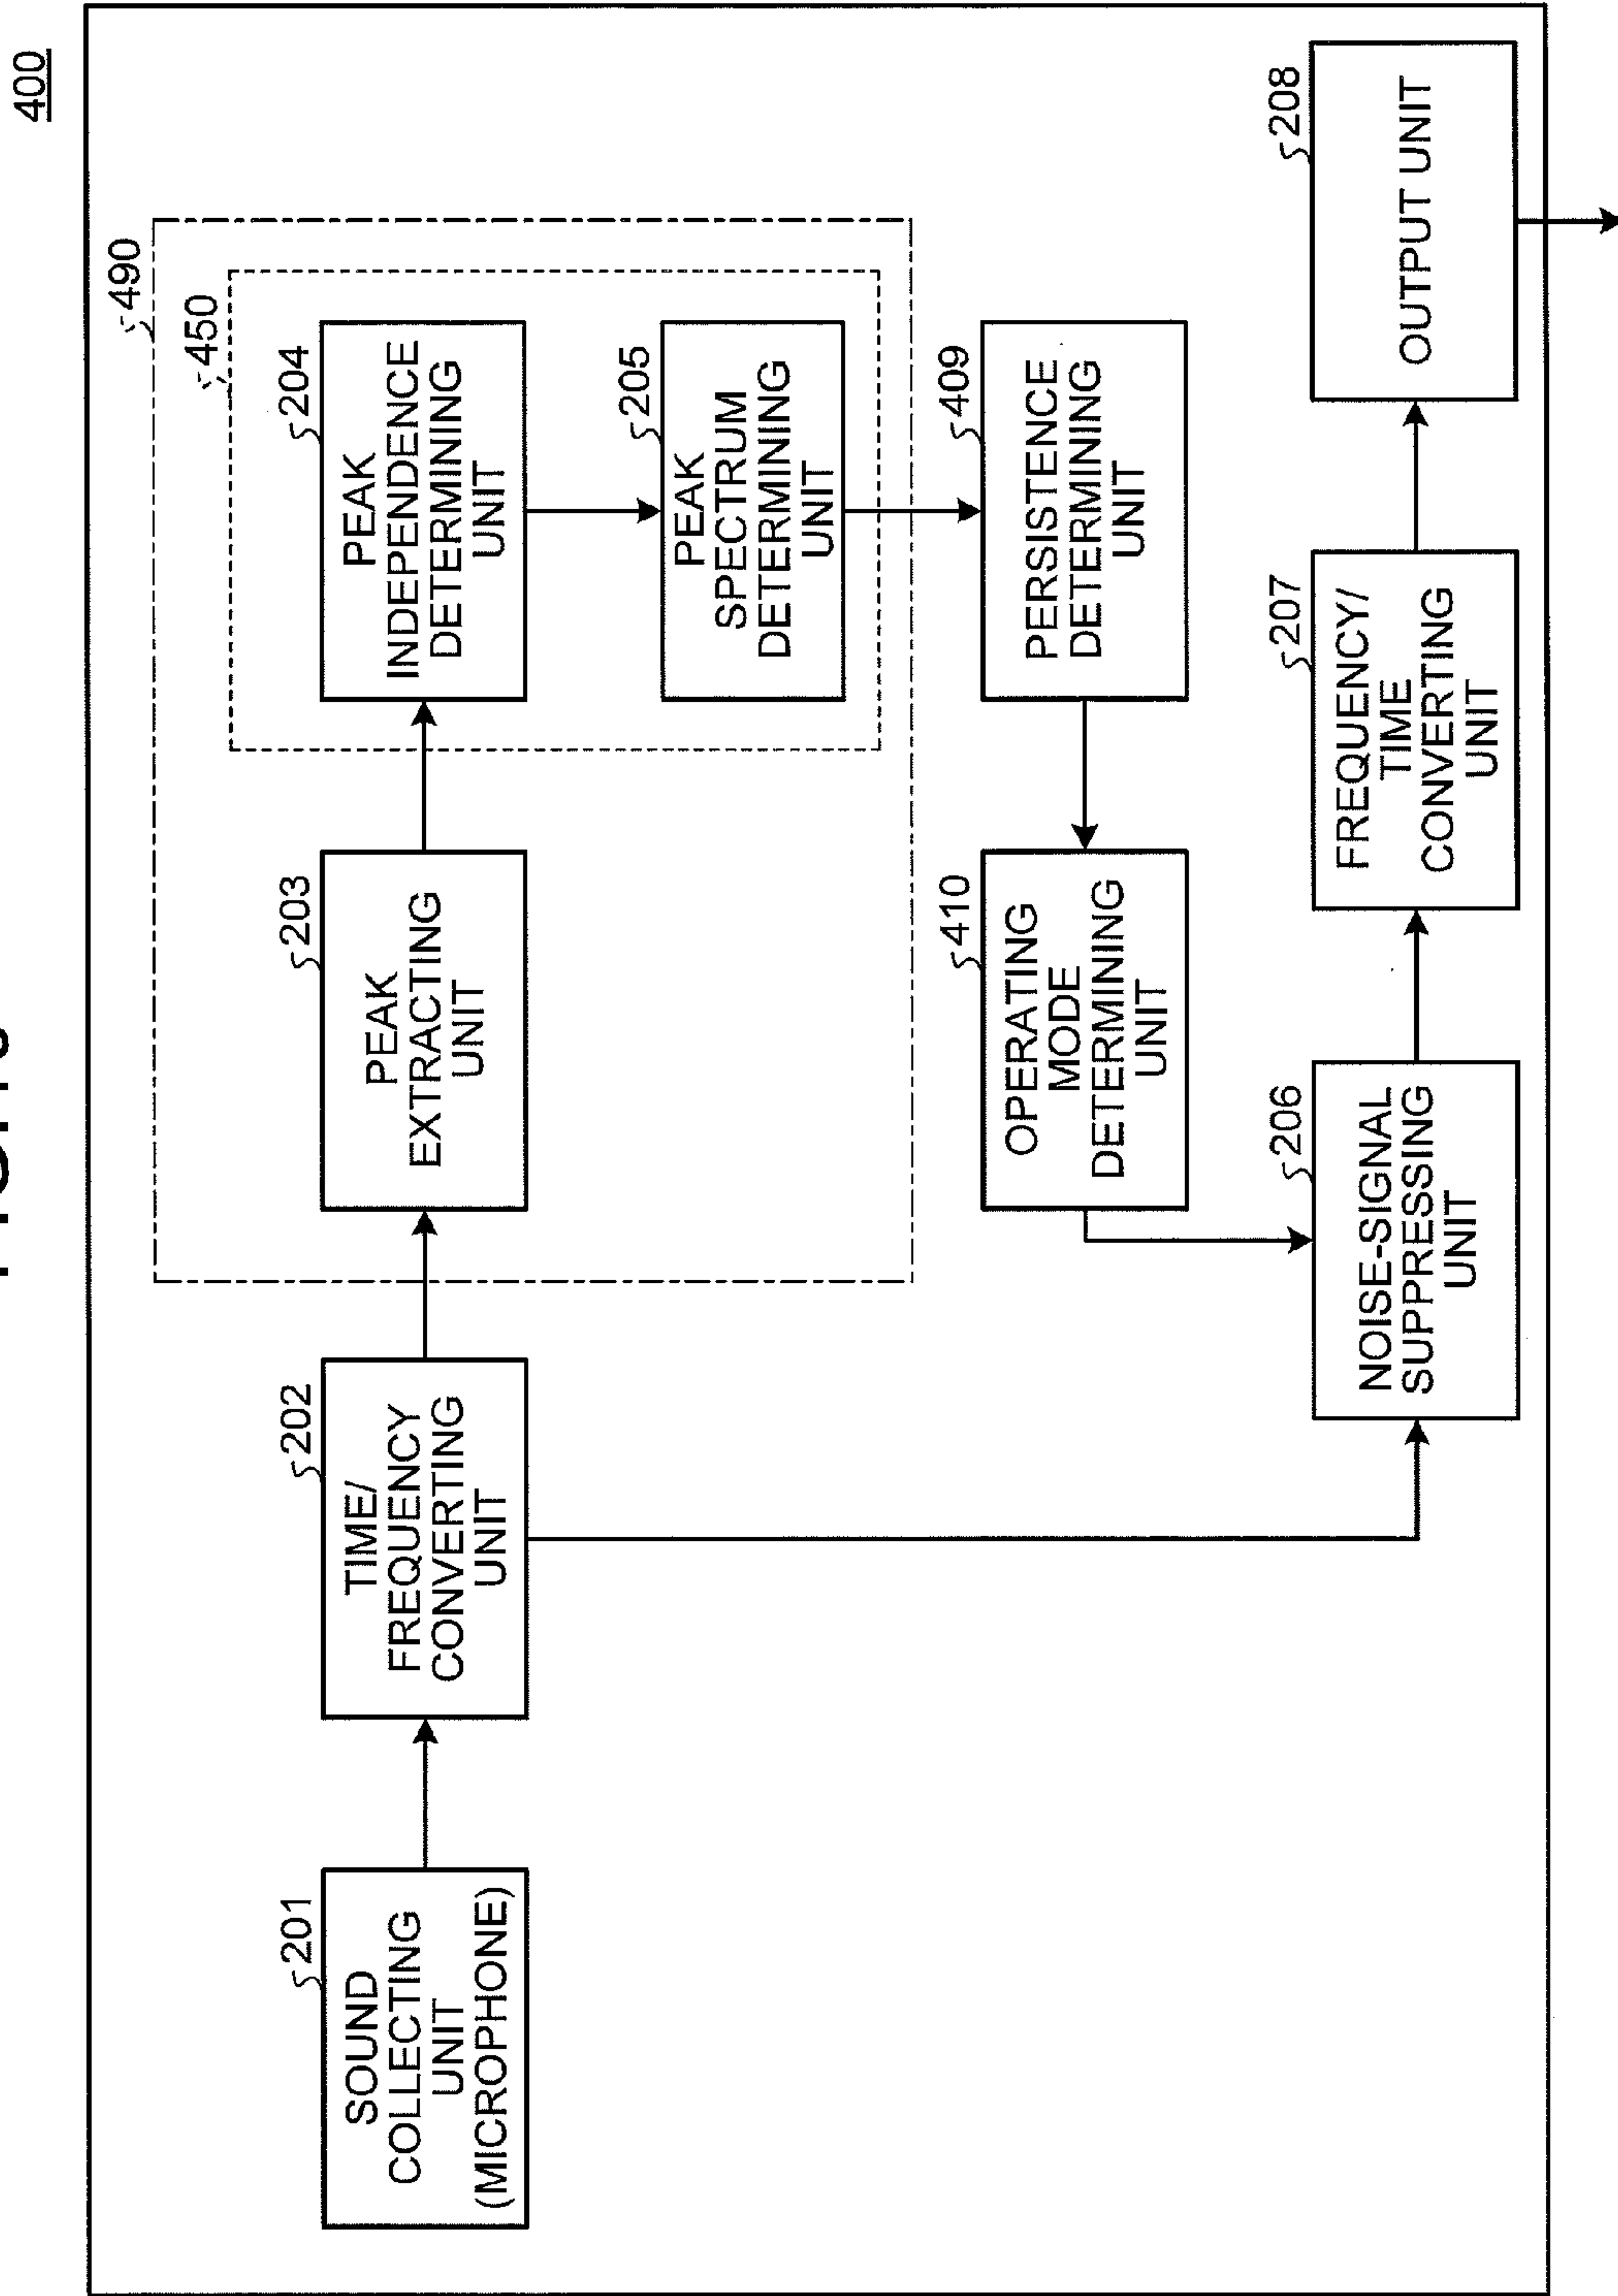 400
490
450
201
SOUND
COLLECTING
UNIT
(MICROPHONE)
202
TIME/
FREQUENCY
CONVERTING
UNIT
203
PEAK
EXTRACTING
UNIT
204
PEAK
INDEPENDENCE
DETERMINING
UNIT
205
PEAK
SPECTRUM
DETERMINING
UNIT
409
PERSISTENCE
DETERMINING
UNIT
410
OPERATING
MODE
DETERMINING
UNIT
206
NOISE-SIGNAL
SUPPRESSING
UNIT
207
FREQUENCY/
TIME
CONVERTING
UNIT
208
OUTPUT UNIT